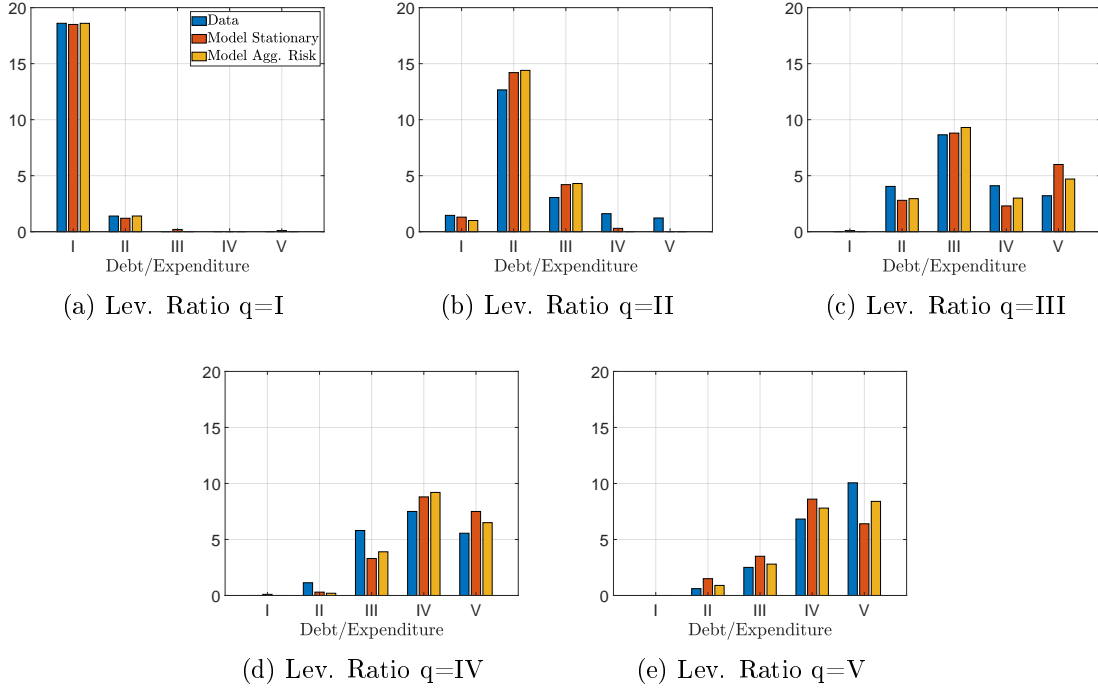 20
15
10
5
0
Data
Model Stationary
Model Agg. Risk
I II III IV V
Debt/Expenditure
(a) Lev. Ratio q=I
20
15
10
5
0
I II III IV V
Debt/Expenditure
(b) Lev. Ratio q=II
20
15
10
5
0
I II III IV V
Debt/Expenditure
(c) Lev. Ratio q=III
20
15
10
5
0
I II III IV V
Debt/Expenditure
(d) Lev. Ratio q=IV
20
15
10
5
0
I II III IV V
Debt/Expenditure
(e) Lev. Ratio q=V